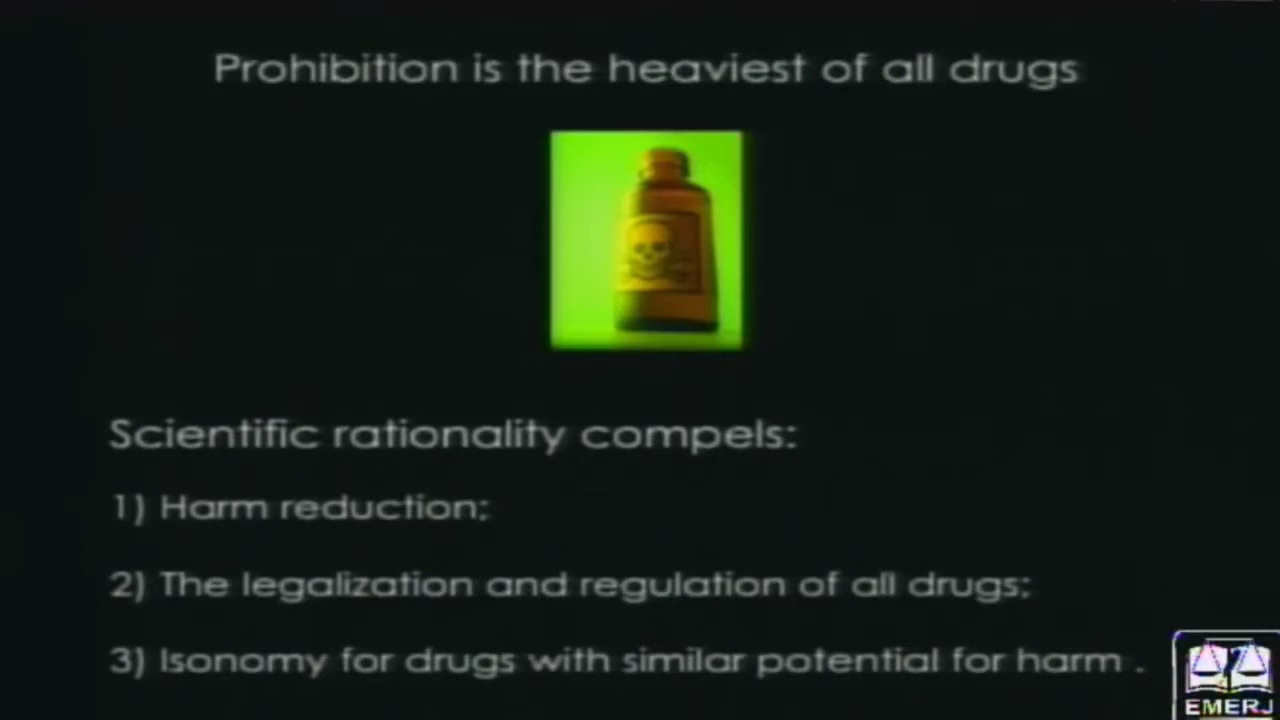 Prohibition is the heaviest of all drugs
Scientific rationality compels:
1) Harm reduction;
2) The legalization and regulation of all drugs;
3) Isonomy for drugs with similar potential for harm .
EMERJ